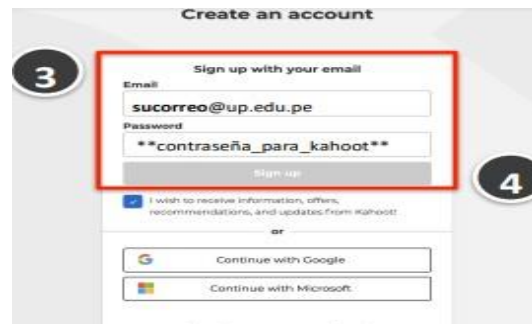 Create an account
3
Sign up with your email
Email
sucorreo@up.edu.pe
Password
**contraseña_para_kahoot**
Sign up
4
I wish to receive information, offers,
recommendations, and updates from Kahoot!
or
Continue with Google
Continue with Microsoft